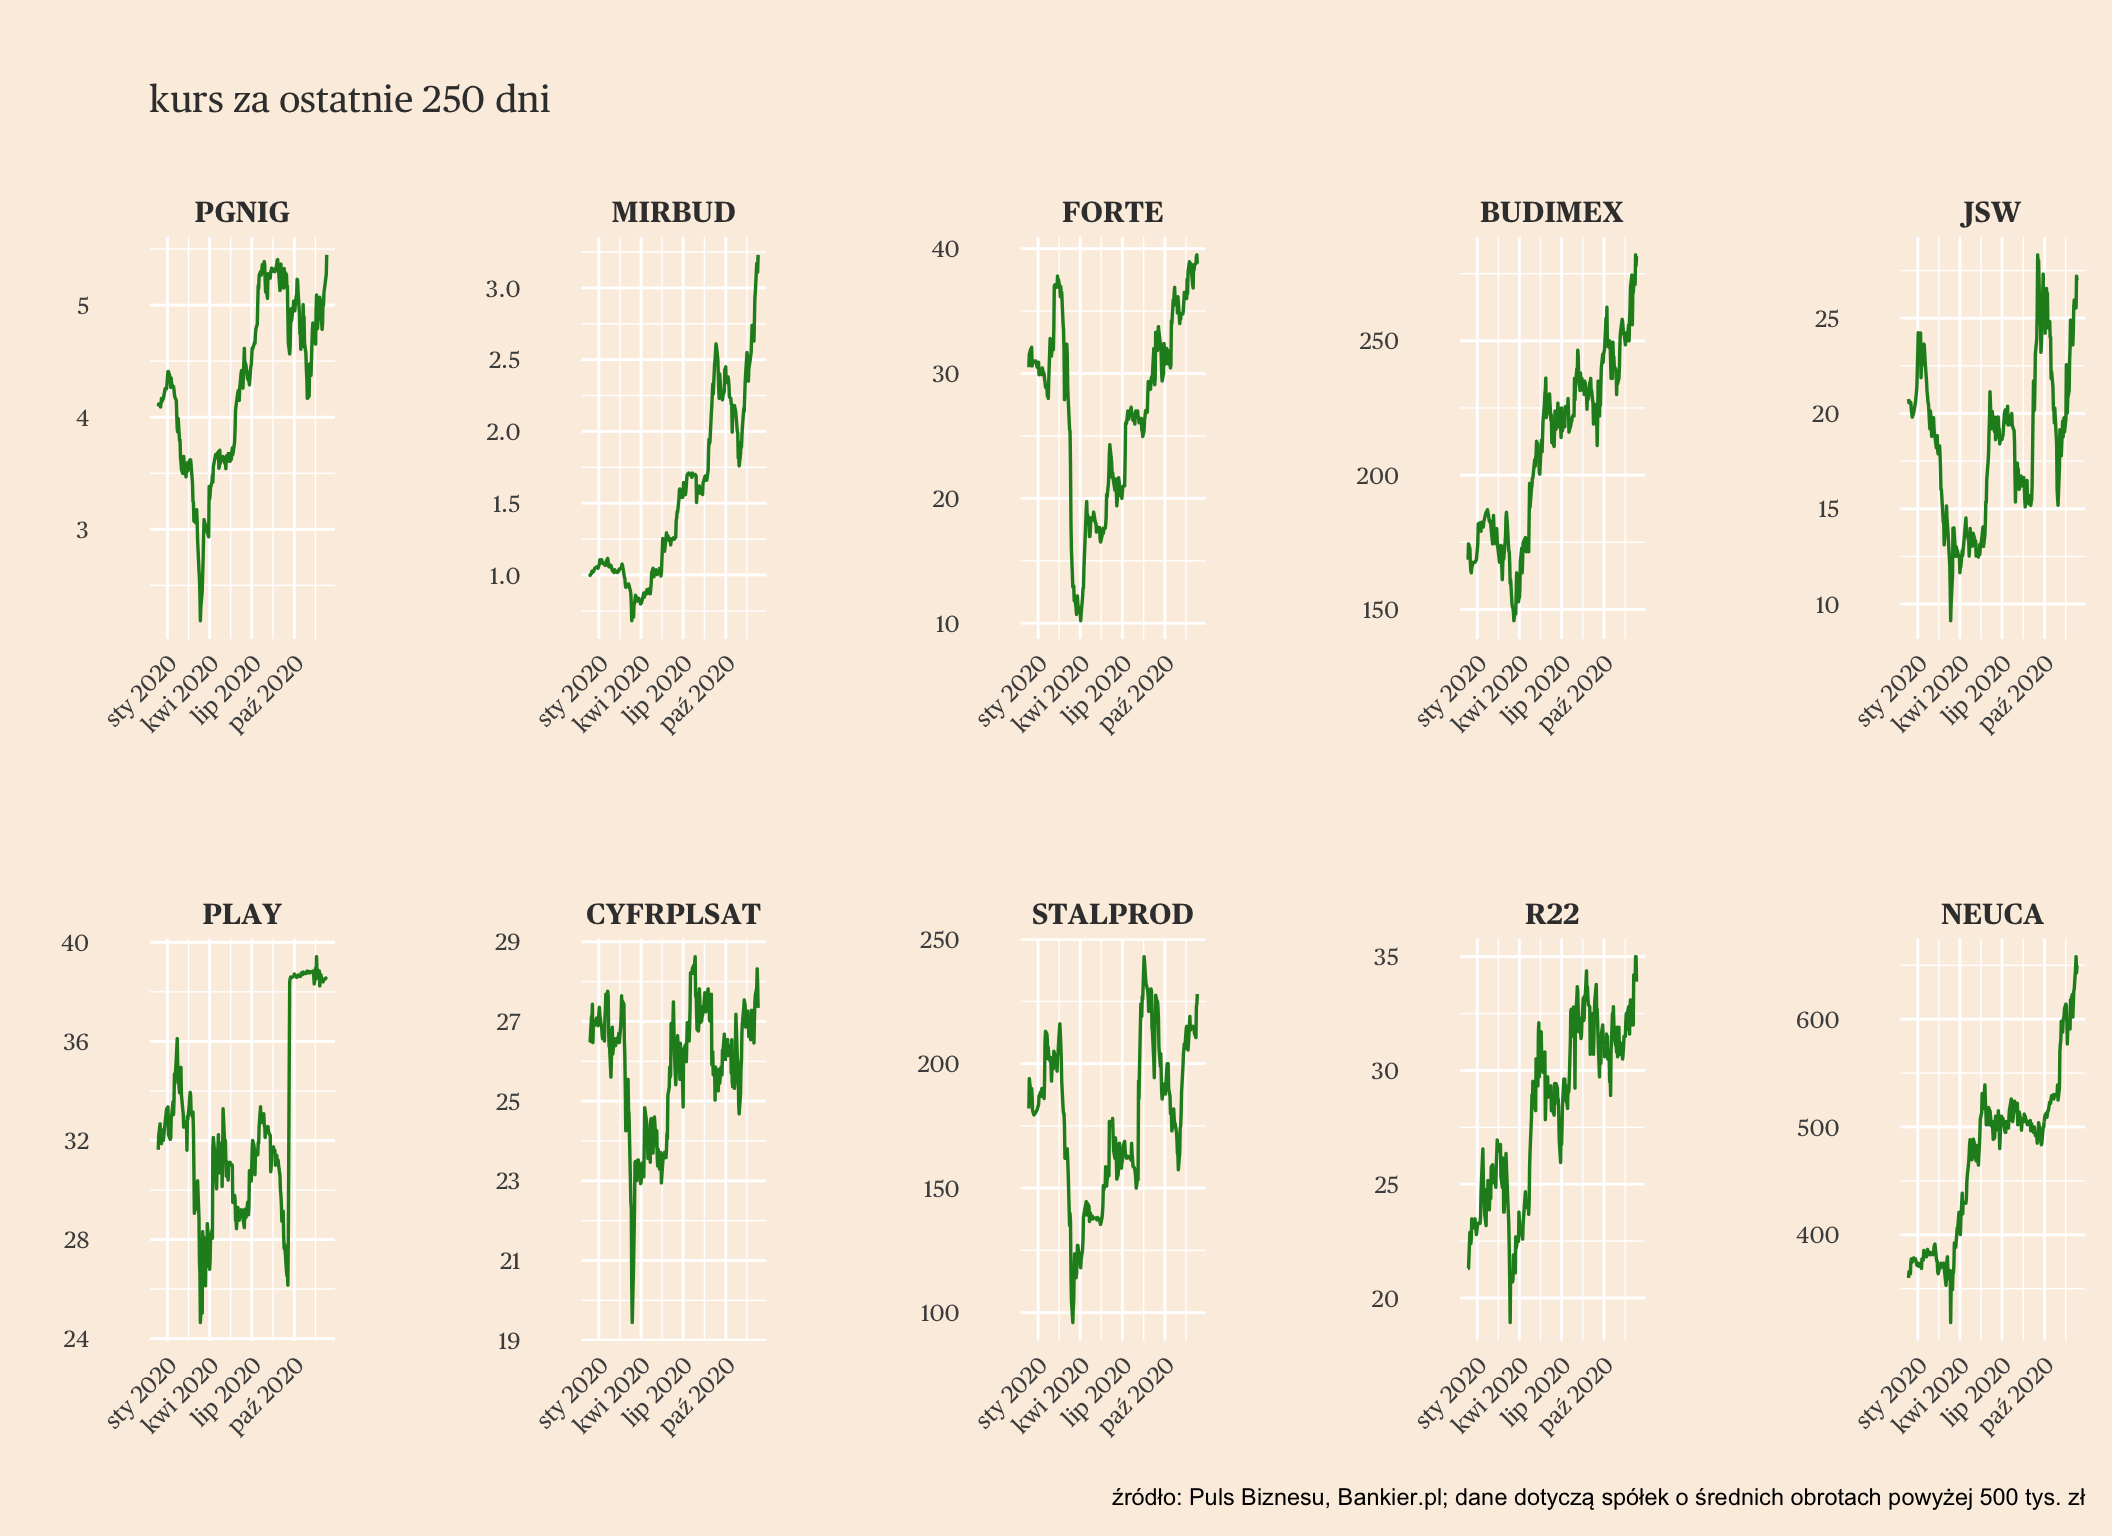 kurs za ostatnie 250 dni
PGNIG
MIRBUD
FORTE
BUDIMEX
JSW
5
4
3
sty 2020
kwi 2020
lip 2020
paź 2020
3.0
2.5
2.0
1.5
1.0
sty 2020
kwi 2020
lip 2020
paź 2020
40
30
20
10
sty 2020
kwi 2020
lip 2020
paź 2020
250
200
150
sty 2020
kwi 2020
lip 2020
paź 2020
25
20
15
10
sty 2020
kwi 2020
lip 2020
paź 2020
PLAY
CYFRPLSAT
STALPROD
R22
NEUCA
40
36
32
28
24
sty 2020
kwi 2020
lip 2020
paź 2020
29
27
25
23
21
19
sty 2020
kwi 2020
lip 2020
paź 2020
250
200
150
100
sty 2020
kwi 2020
lip 2020
paź 2020
35
30
25
20
sty 2020
kwi 2020
lip 2020
paź 2020
600
500
400
sty 2020
kwi 2020
lip 2020
paź 2020
źródło: Puls Biznesu, Bankier.pl; dane dotyczą spółek o średnich obrotach powyżej 500 tys. zł